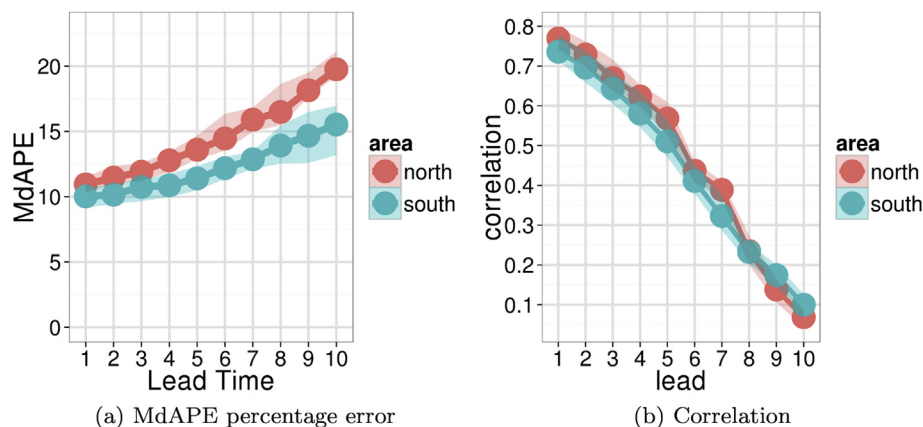 20
15
10
5
0
MdAPE
1 2 3 4 5 6 7 8 9 10
Lead Time
area
north
south
(a) MdAPE percentage error
0.8
0.7
0.6
0.5
0.4
0.3
0.2
0.1
correlation
1 2 3 4 5 6 7 8 9 10
lead
area
north
south
(b) Correlation